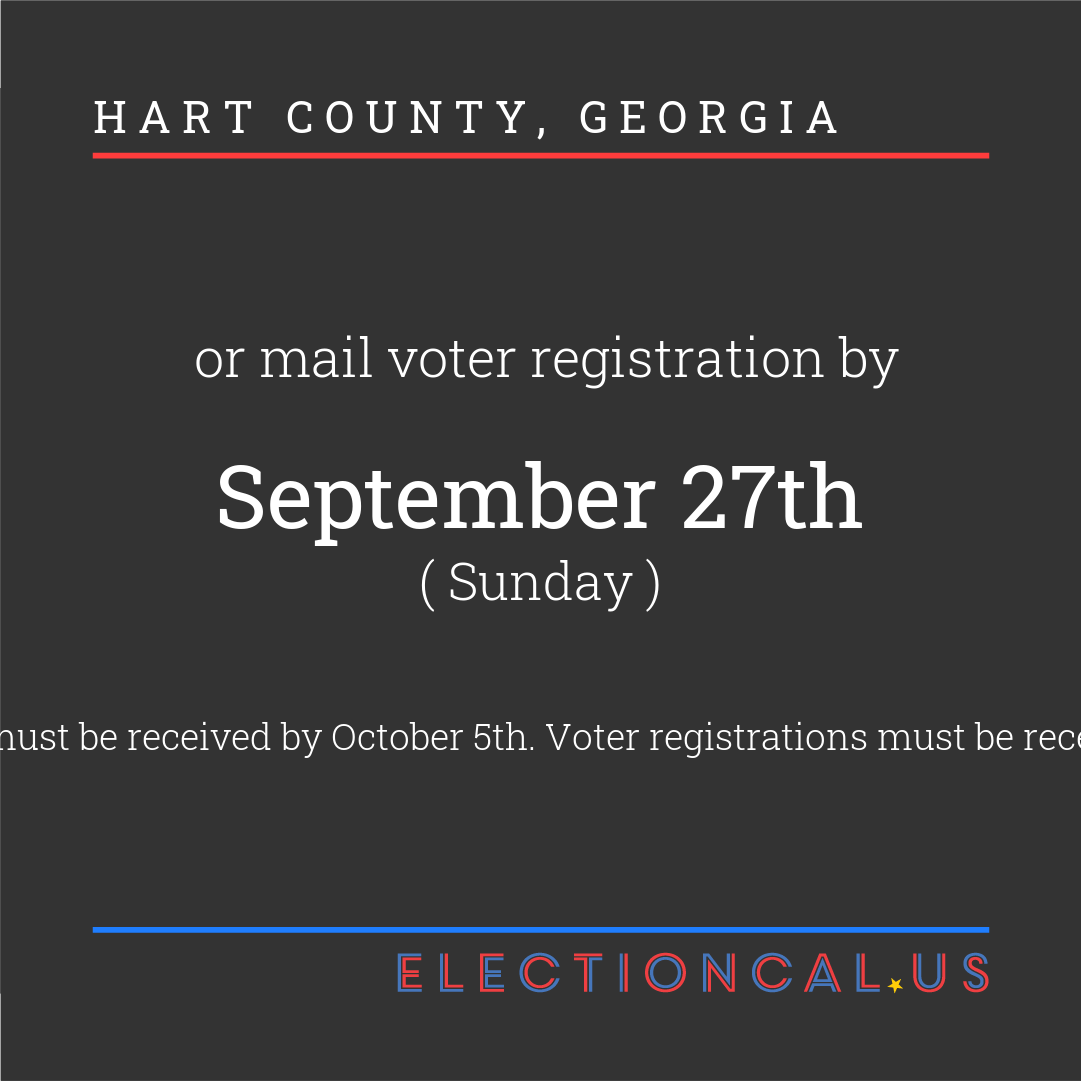 HART COUNTY, GEORGIA
or mail voter registration by
September 27th
( Sunday )
be received by October 5th. Voter registrations must be
ELECTIONCAL.US